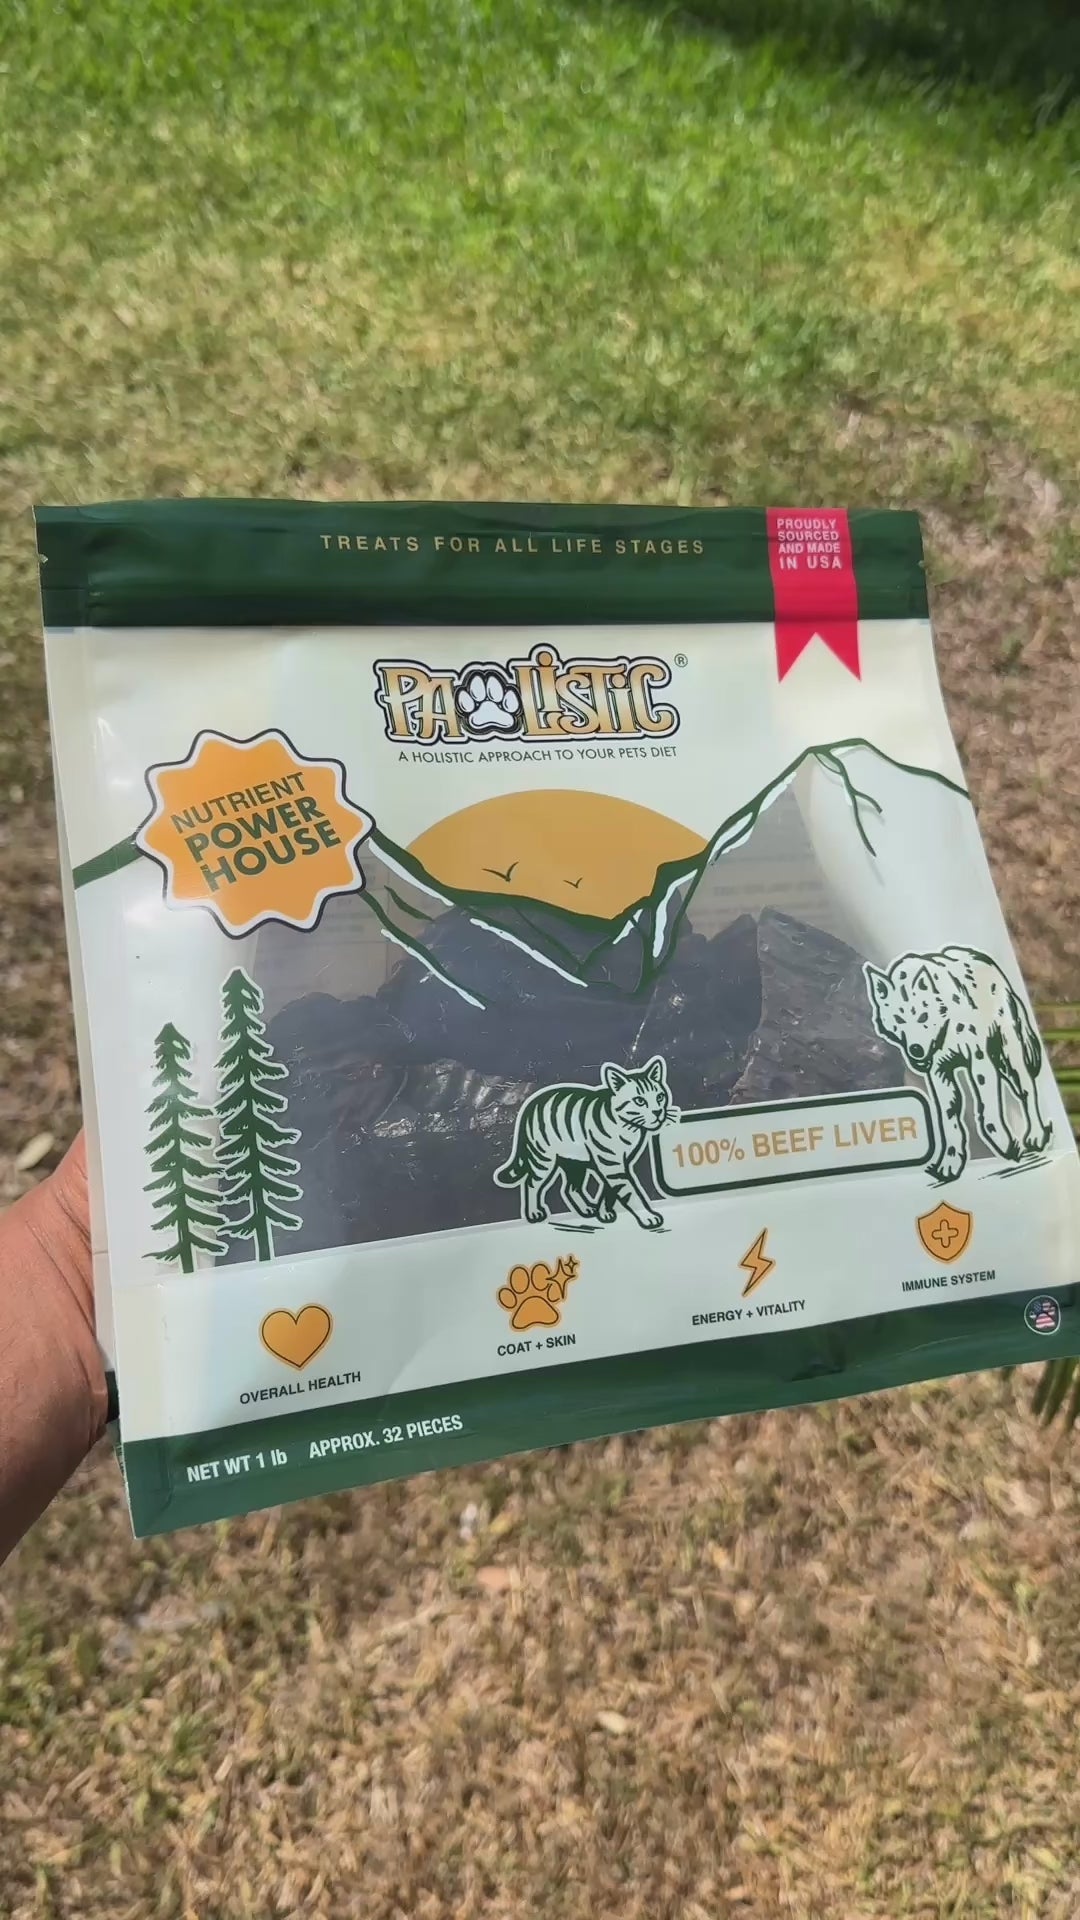 TREATS FOR ALL LIFE STAGES
PROUDLY
SOURCED
AND MADE
IN USA
PAWLISTIC®
A HOLISTIC APPROACH TO YOUR PETS DIET
NUTRIENT
POWER
HOUSE
100% BEEF LIVER
OVERALL HEALTH
COAT + SKIN
ENERGY + VITALITY
IMMUNE SYSTEM
NET WT 1 lb APPROX. 32 PIECES